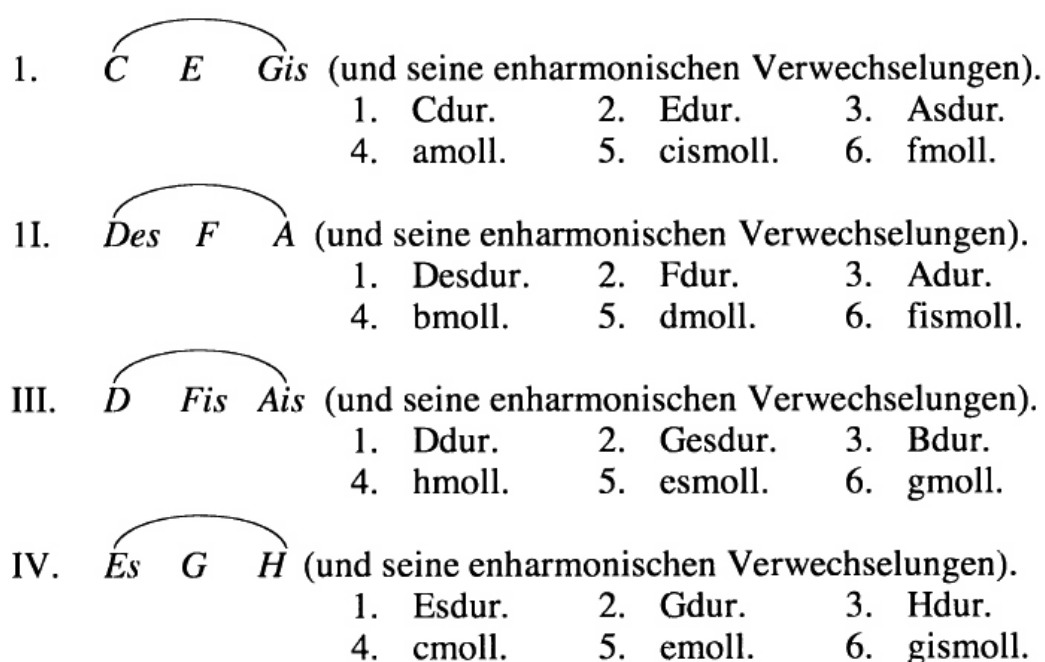 1. C E Gis (und seine enharmonischen Verwechselungen).
1. Cdur. 2. Edur. 3. Asdur.
4. amoll. 5. cismoll. 6. fmoll.
1I. Des F A (und seine enharmonischen Verwechselungen).
1. Desdur. 2. Fdur. 3. Adur.
4. bmoll. 5. dmoll. 6. fismoll.
III. D Fis Ais (und seine enharmonischen Verwechselungen).
1. Ddur. 2. Gesdur. 3. Bdur.
4. hmoll. 5. esmoll. 6. gmoll.
IV. Es G H (und seine enharmonischen Verwechselungen).
1. Esdur. 2. Gdur. 3. Hdur.
4. cmoll. 5. emoll. 6. gismoll.